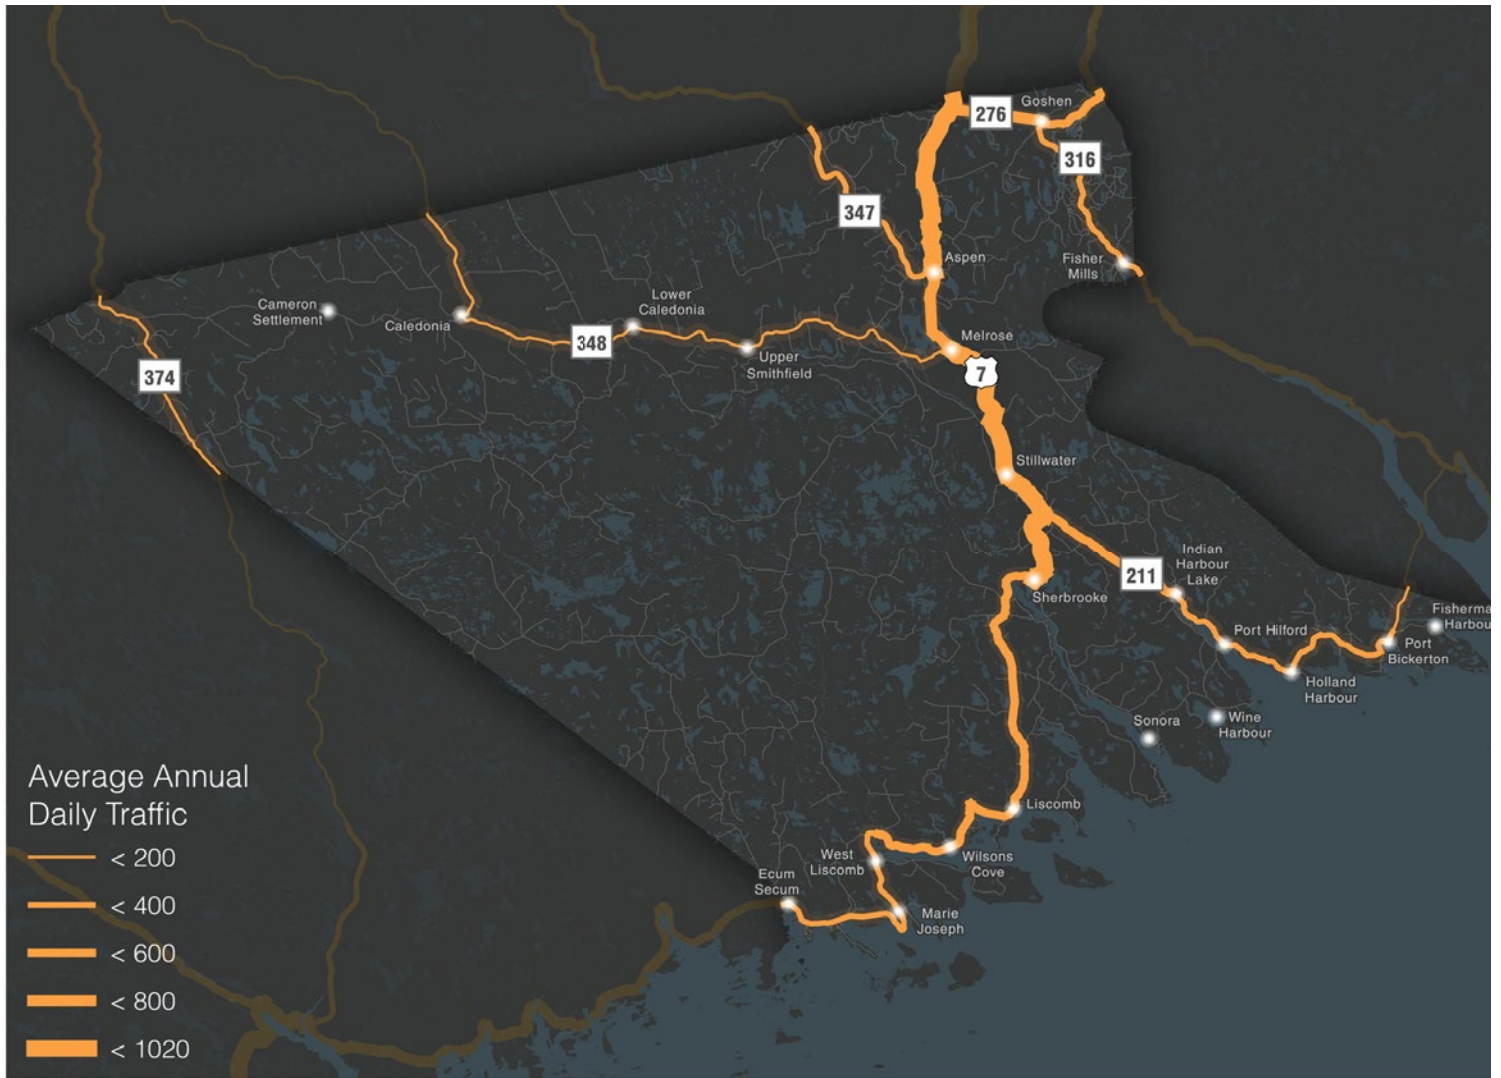 276
Goshen
316
347
Aspen
Fisher
Mills
Cameron
Settlement
Caledonia
Lower
Caledonia
348
Upper
Smithfield
Melrose
7
374
Stillwater
Indian
Harbour
Lake
211
Sherbrooke
Port Hilford
Fisherma
Harbou
Port
Bickerton
Holland
Harbour
Sonora
Wine
Harbour
Liscomb
Wilsons
Cove
West
Liscomb
Ecum
Secum
Marie
Joseph
Average Annual
Daily Traffic
< 200
< 400
< 600
< 800
< 1020